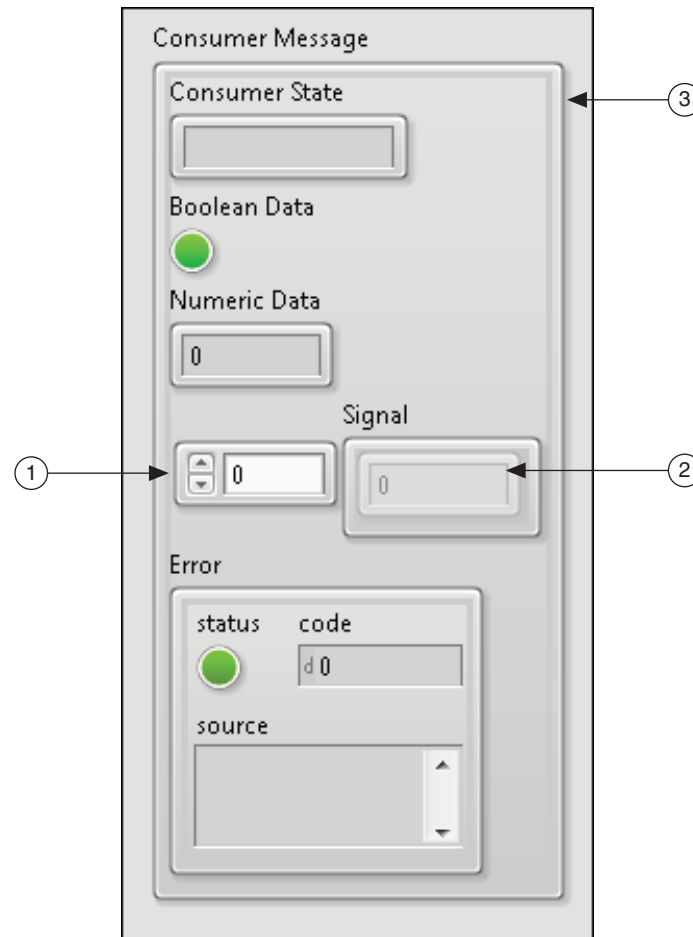 Consumer Message
Consumer State
3
Boolean Data
Numeric Data
0
Signal
1
0
0
2
Error
status code
d 0
source